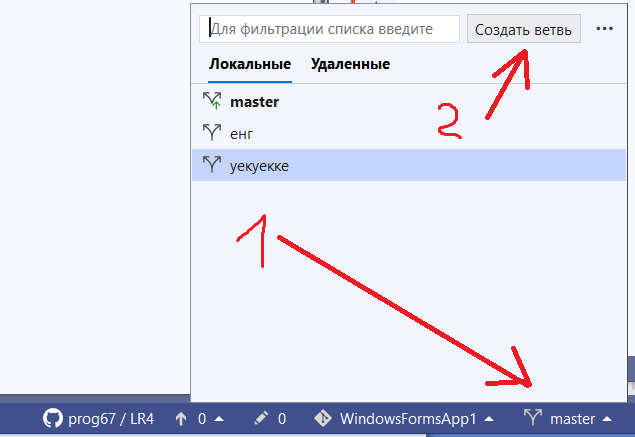 Для фильтрации списка введите
Создать ветвь
...
Локальные Удаленные
master
енг
уекуекке
2
1
prog67 / LR4 0 0 WindowsFormsApp1 master